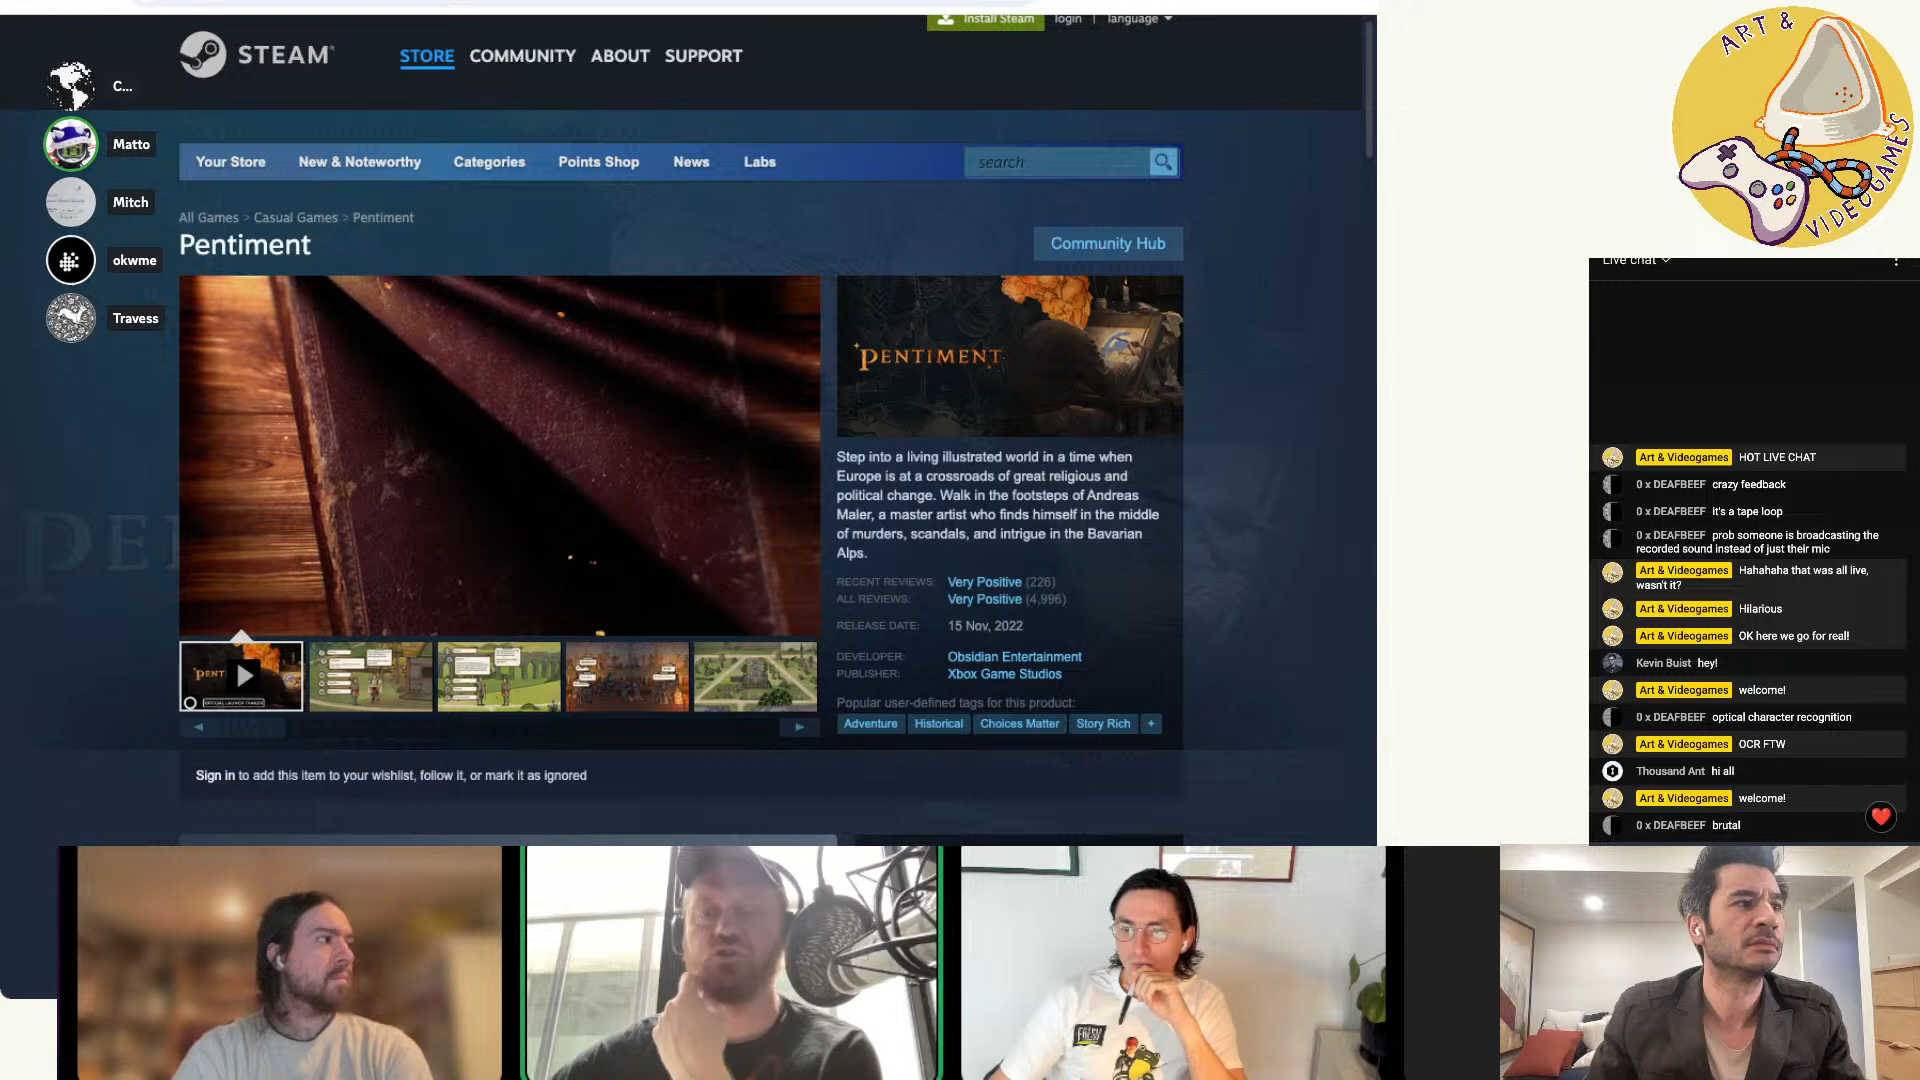 Install Steam
login
|
language
STEAM
STORE
COMMUNITY
ABOUT
SUPPORT
C...
Matto
Mitch
okwme
Travess
Your Store
New & Noteworthy
Categories
Points Shop
News
Labs
search
All Games > Casual Games > Pentiment
Pentiment
Community Hub
PENTIMENT
Step into a living illustrated world in a time when
Europe is at a crossroads of great religious and
political change. Walk in the footsteps of Andreas
Maler, a master artist who finds himself in the middle
of murders, scandals, and intrigue in the Bavarian
Alps.
RECENT REVIEWS: Very Positive (226)
ALL REVIEWS: Very Positive (4,996)
RELEASE DATE: 15 Nov, 2022
DEVELOPER: Obsidian Entertainment
PUBLISHER: Xbox Game Studios
Popular user-defined tags for this product:
Adventure
Historical
Choices Matter
Story Rich
+
PENT
OFFICIAL LAUNCH TRAILER
Sign in to add this item to your wishlist, follow it, or mark it as ignored
ART &
VIDEOGAMES
Live chat
Art & Videogames HOT LIVE CHAT
0 x DEAFBEEF crazy feedback
0 x DEAFBEEF it's a tape loop
0 x DEAFBEEF prob someone is broadcasting the
recorded sound instead of just their mic
Art & Videogames Hahahaha that was all live,
wasn't it?
Art & Videogames Hilarious
Art & Videogames OK here we go for real!
Kevin Buist hey!
Art & Videogames welcome!
0 x DEAFBEEF optical character recognition
Art & Videogames OCR FTW
Thousand Ant hi all
Art & Videogames welcome!
0 x DEAFBEEF brutal